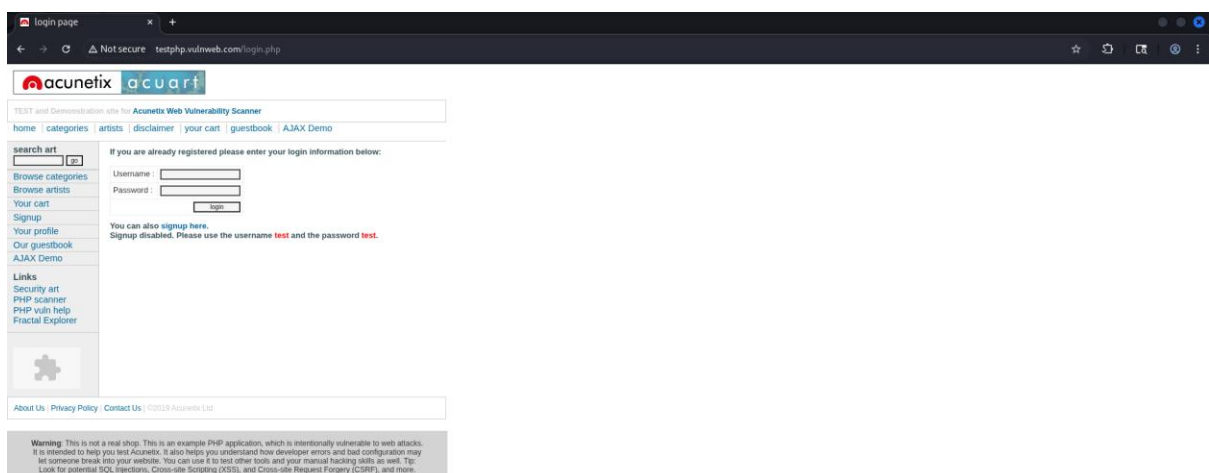 login page
Not secure testphp.vulnweb.com/login.php
acunetix acuart
TEST and Demonstration site for Acunetix Web Vulnerability Scanner
home | categories | artists | disclaimer | your cart | guestbook | AJAX Demo
search art
go
Browse categories
Browse artists
Your cart
Signup
Your profile
Our guestbook
AJAX Demo
Links
Security art
PHP scanner
PHP vuln help
Fractal Explorer
If you are already registered please enter your login information below:
Username :
Password :
login
You can also signup here.
Signup disabled. Please use the username test and the password test.
About Us | Privacy Policy | Contact Us | ©2019 Acunetix Ltd
Warning: This is not a real shop. This is an example PHP application, which is intentionally vulnerable to web attacks.
It is intended to help you test Acunetix. It also helps you understand how developer errors and bad configuration may
let someone break into your website. You can use it to test other tools and your manual hacking skills as well. Tip:
Look for potential SQL Injections, Cross-site Scripting (XSS), and Cross-site Request Forgery (CSRF), and more.